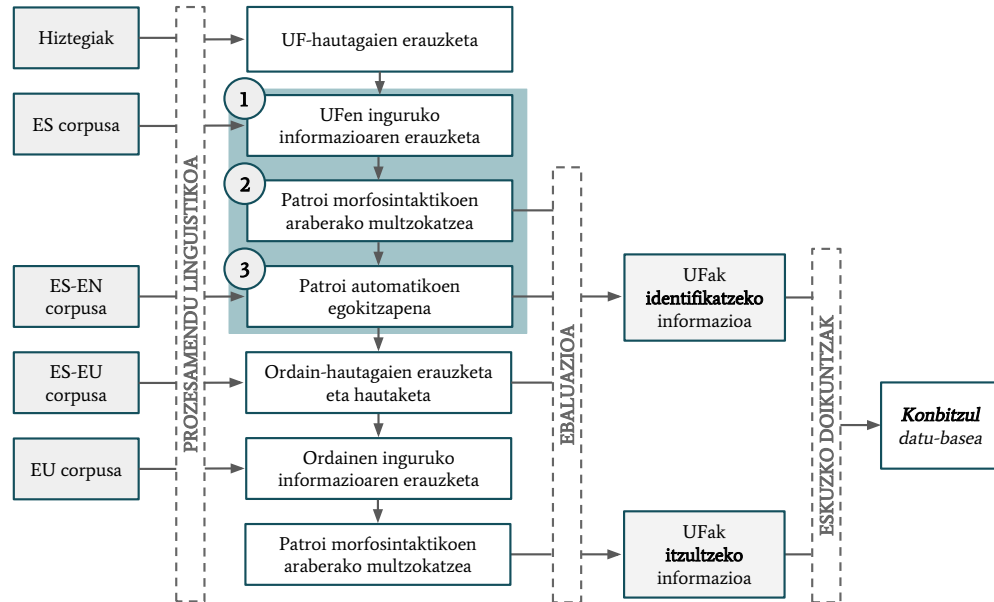 Hiztegiak
ES corpusa
ES-EN
corpusa
ES-EU
corpusa
EU corpusa
PROZESAMENDU LINGUISTIKOA
UF-hautagaien erauzketa
1
UFen inguruko
informazioaren erauzketa
2
Patroi morfosintaktikoen
araberako multzokatzea
3
Patroi automatikoen
egokitzapena
Ordain-hautagaien erauzketa
eta hautaketa
Ordainen inguruko
informazioaren erauzketa
Patroi morfosintaktikoen
araberako multzokatzea
EBALUAZIOA
UFak
identifikatzeko
informazioa
UFak
itzultzeko
informazioa
ESKUZKO DOIKUNTZAK
Konbitzul
datu-basea